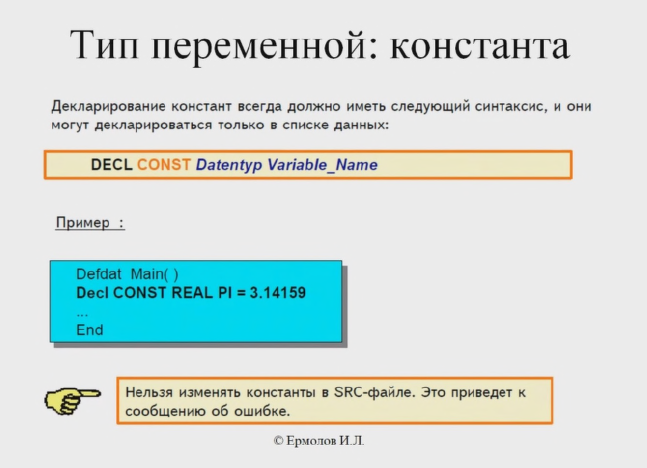 Тип переменной: константа
Декларирование констант всегда должно иметь следующий синтаксис, и они
могут декларироваться только в списке данных:
DECL CONST Datentyp Variable_Name
Пример :
Defdat Main( )
Decl CONST REAL PI = 3.14159
...
End
Нельзя изменять константы в SRC-файле. Это приведет к
сообщению об ошибке.
© Ермолов И.Л.